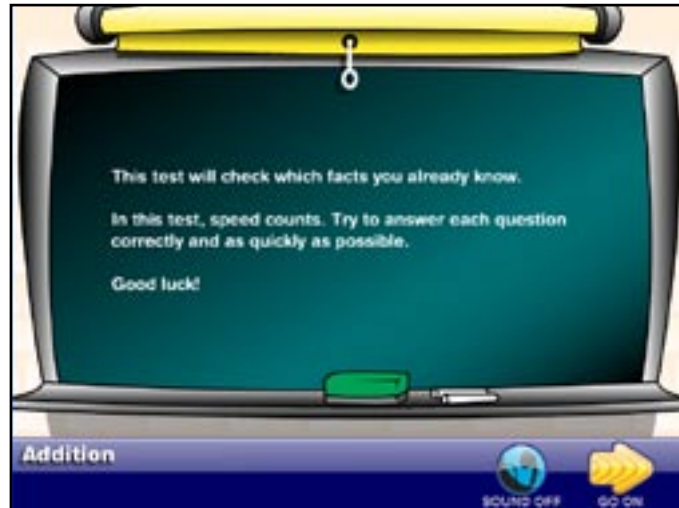 This test will check which facts you already know.
In this test, speed counts. Try to answer each question
correctly and as quickly as possible.
Good luck!
Addition
SOUND OFF
GO ON